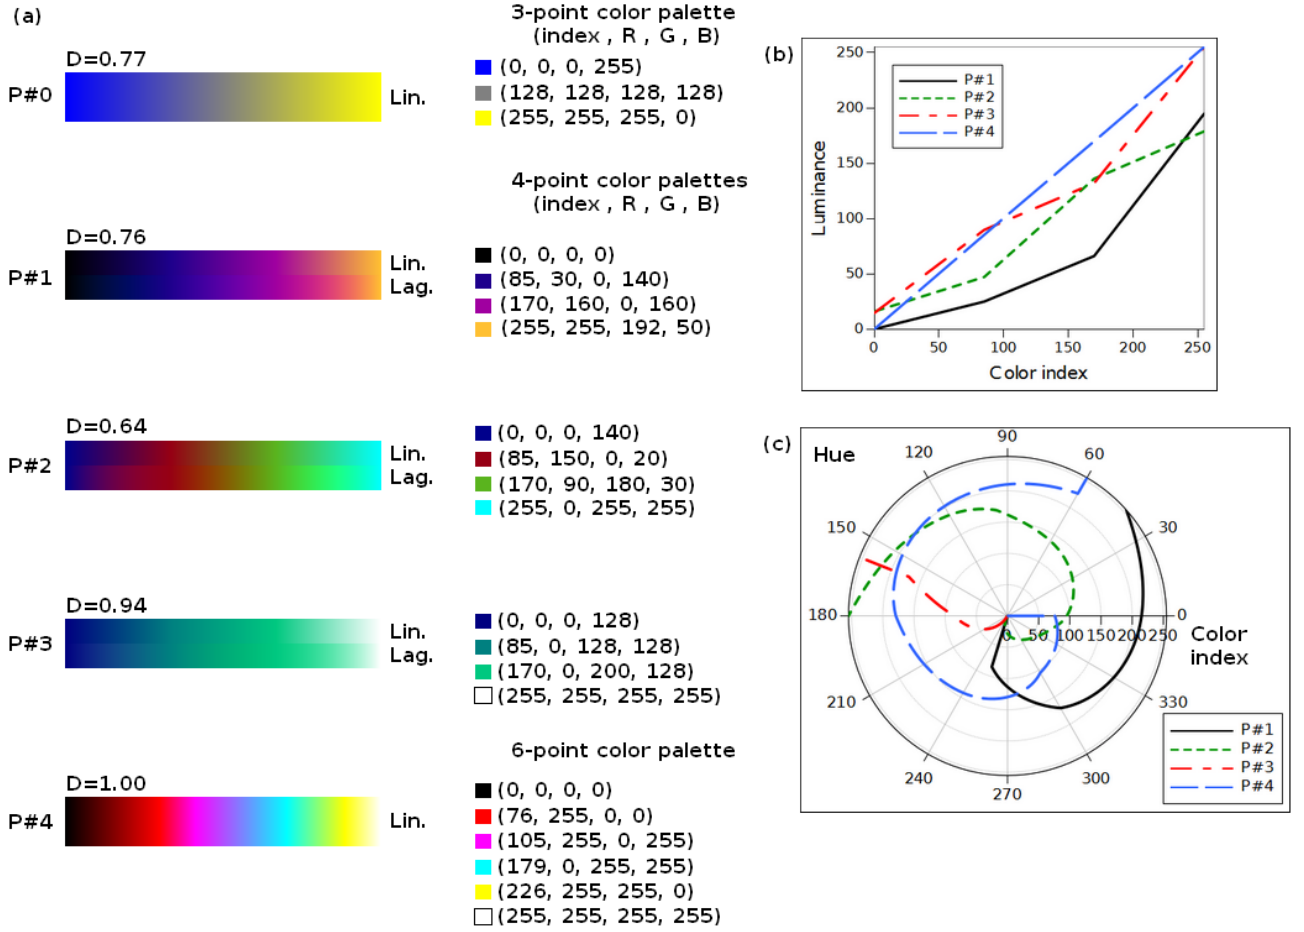 (a)
D=0.77
P#0
Lin.
3-point color palette
(index , R , G , B)
(0, 0, 0, 255)
(128, 128, 128, 128)
(255, 255, 255, 0)
4-point color palettes
(index , R , G , B)
D=0.76
P#1
Lin.
Lag.
(0, 0, 0, 0)
(85, 30, 0, 140)
(170, 160, 0, 160)
(255, 255, 192, 50)
D=0.64
P#2
Lin.
Lag.
(0, 0, 0, 140)
(85, 150, 0, 20)
(170, 90, 180, 30)
(255, 0, 255, 255)
D=0.94
P#3
Lin.
Lag.
(0, 0, 0, 128)
(85, 0, 128, 128)
(170, 0, 200, 128)
(255, 255, 255, 255)
6-point color palette
D=1.00
P#4
Lin.
(0, 0, 0, 0)
(76, 255, 0, 0)
(105, 255, 0, 255)
(179, 0, 255, 255)
(226, 255, 255, 0)
(255, 255, 255, 255)
(b)
Luminance
250
200
150
100
50
0
P#1
P#2
P#3
P#4
0 50 100 150 200 250
Color index
(c)
Hue
90
120 60
150 30
180 0
0 50 100 150 200 250
Color
index
210 330
240 300
270
P#1
P#2
P#3
P#4